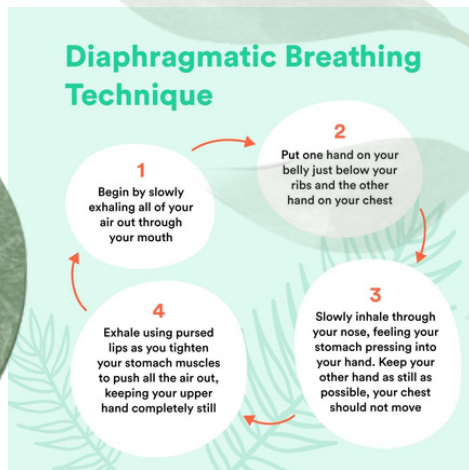 Diaphragmatic Breathing
Technique
1
Begin by slowly
exhaling all of your
air out through
your mouth
2
Put one hand on your
belly just below your
ribs and the other
hand on your chest
3
Slowly inhale through
your nose, feeling your
stomach pressing into
your hand. Keep your
other hand as still as
possible, your chest
should not move
4
Exhale using pursed
lips as you tighten
your stomach muscles
to push all the air out,
keeping your upper
hand completely still